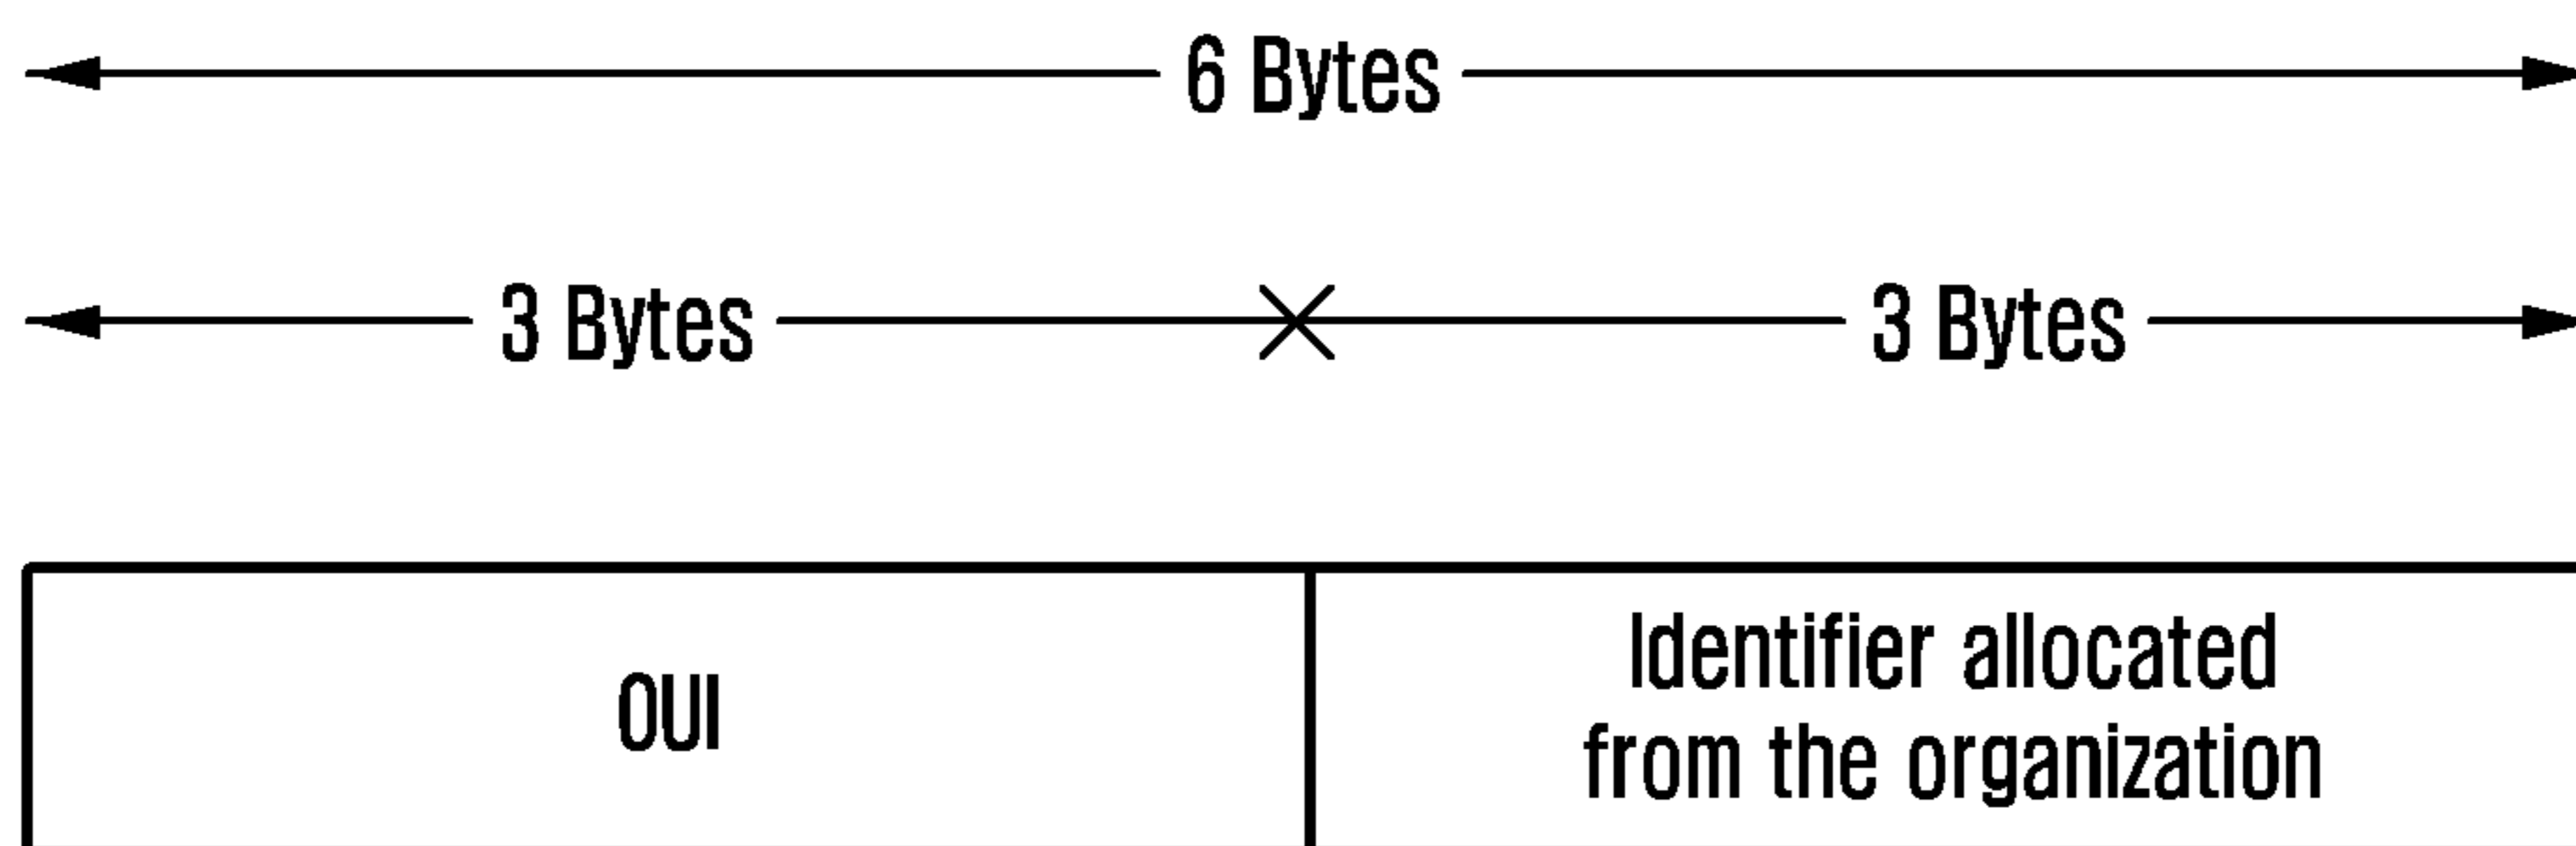 6 Bytes
3 Bytes 3 Bytes
OUI
Identifier allocated
from the organization